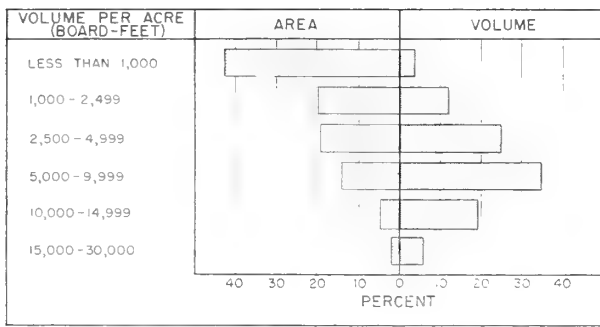 VOLUME PER ACRE
(BOARD-FEET)
AREA
VOLUME
LESS THAN 1,000
1,000 - 2,499
2,500 - 4,999
5,000 - 9,999
10,000 - 14,999
15,000 - 30,000
40 30 20 10 0 10 20 30 40
PERCENT